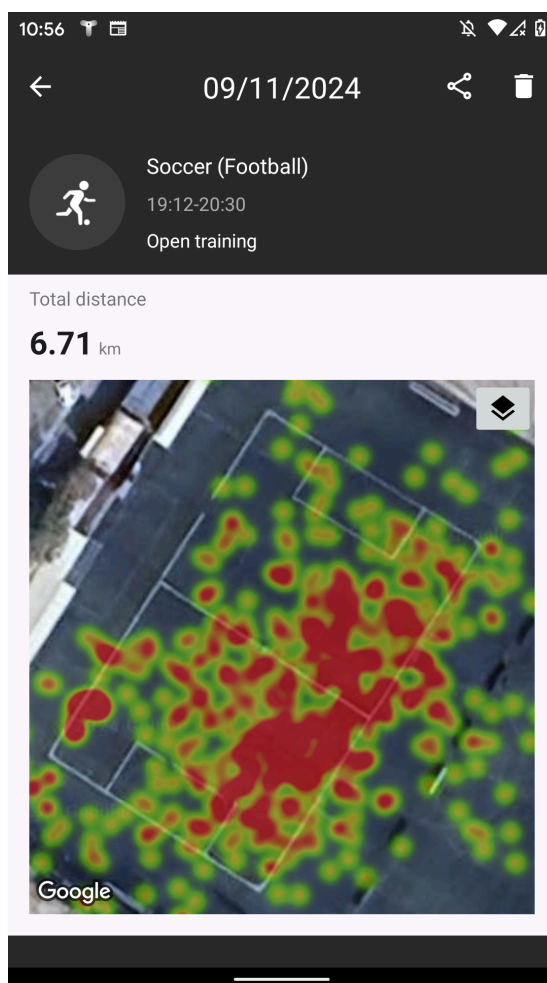 10:56
09/11/2024
Soccer (Football)
19:12-20:30
Open training
Total distance
6.71 km
Google